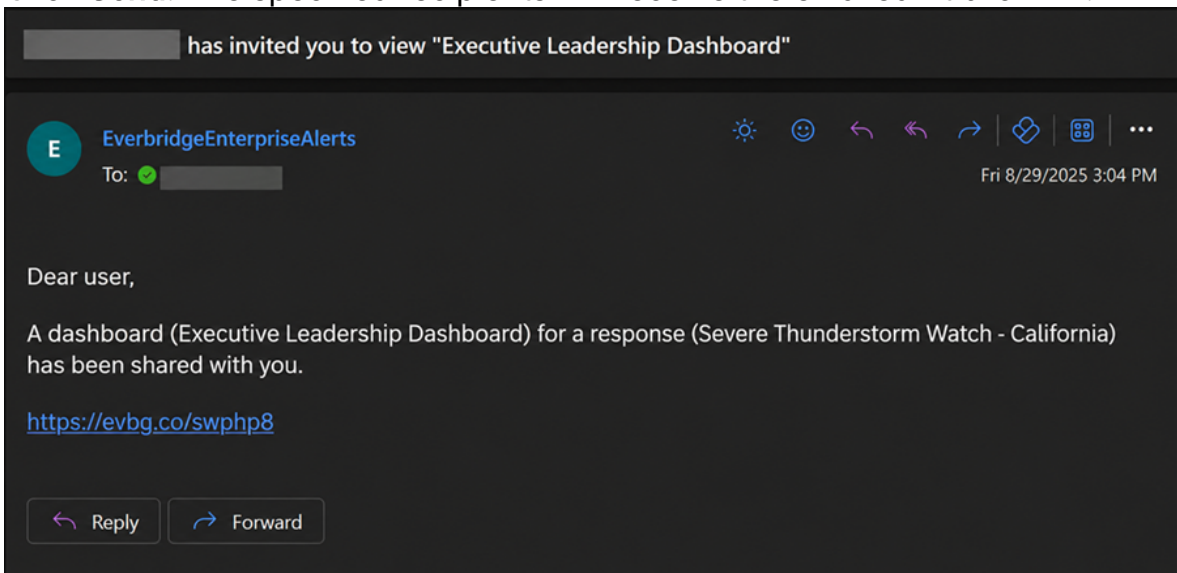 has invited you to view "Executive Leadership Dashboard"
E
EverbridgeEnterpriseAlerts
To:
Fri 8/29/2025 3:04 PM
Dear user,
A dashboard (Executive Leadership Dashboard) for a response (Severe Thunderstorm Watch - California)
has been shared with you.
https://evbg.co/swphp8
Reply
Forward